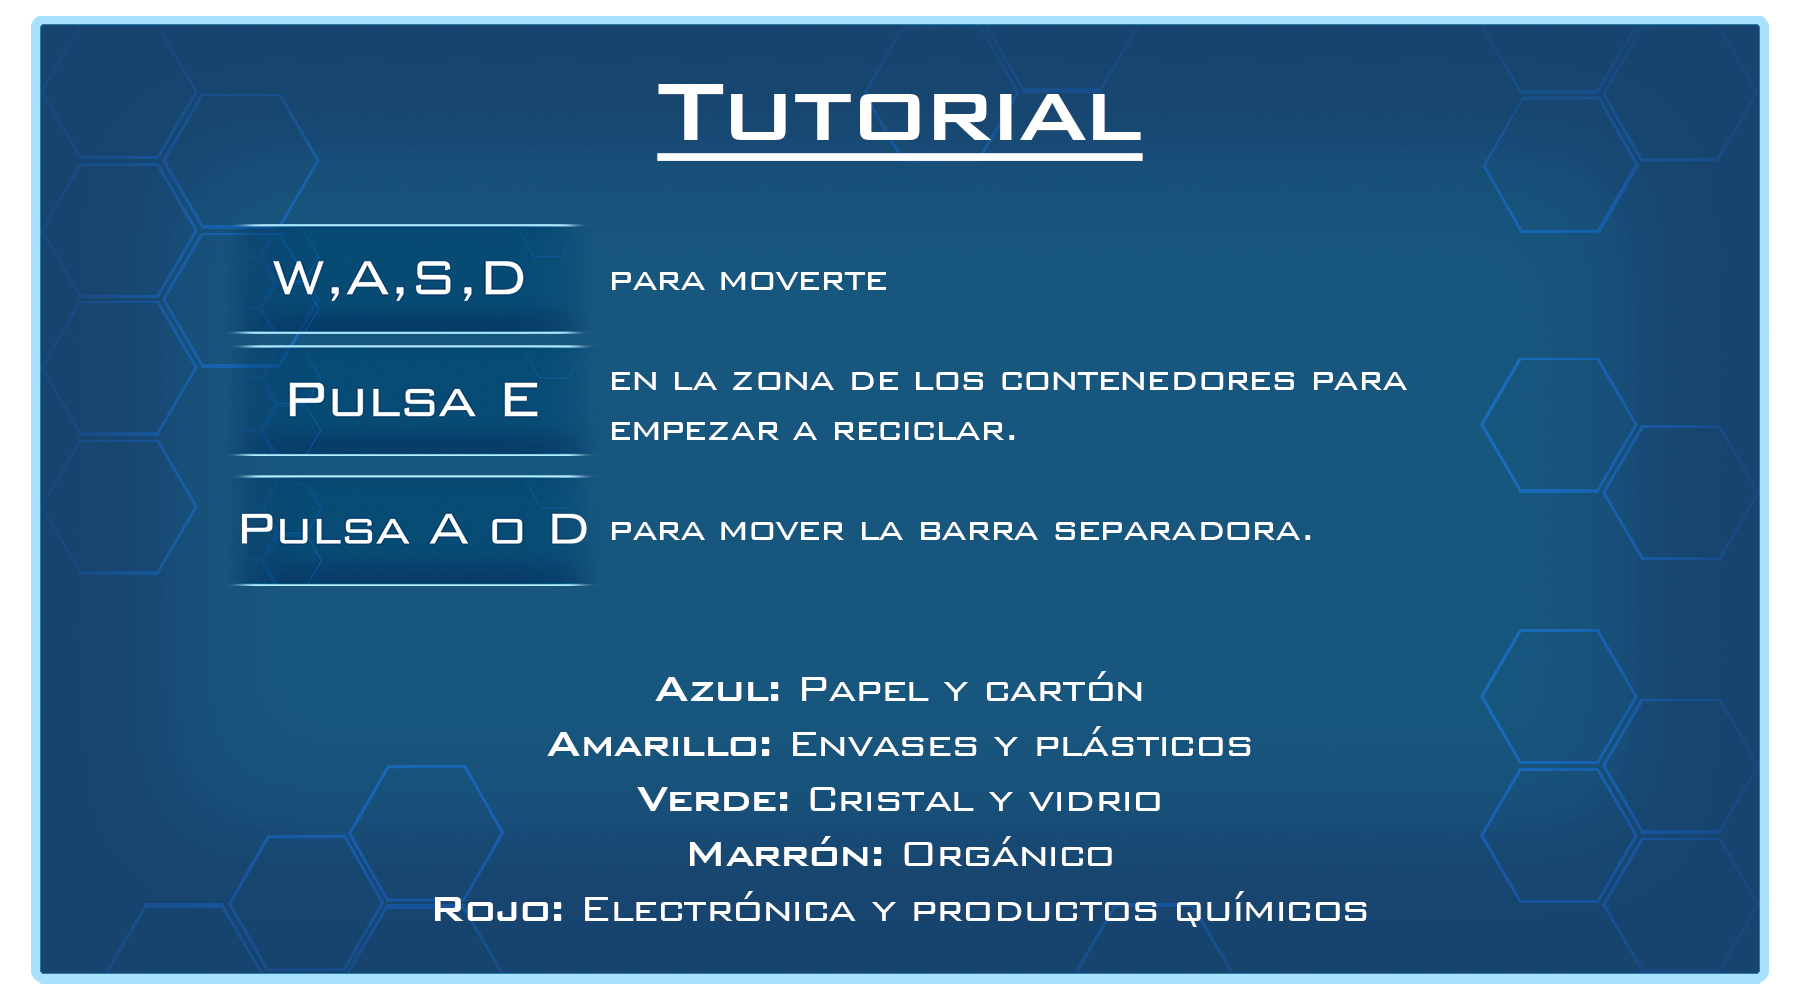 Tutorial
W,A,S,D para moverte
Pulsa E en la zona de los contenedores para
empezar a reciclar.
Pulsa A o D para mover la barra separadora.
Azul: Papel y cartón
Amarillo: Envases y plásticos
Verde: Cristal y vidrio
Marrón: Orgánico
Rojo: Electrónica y productos químicos